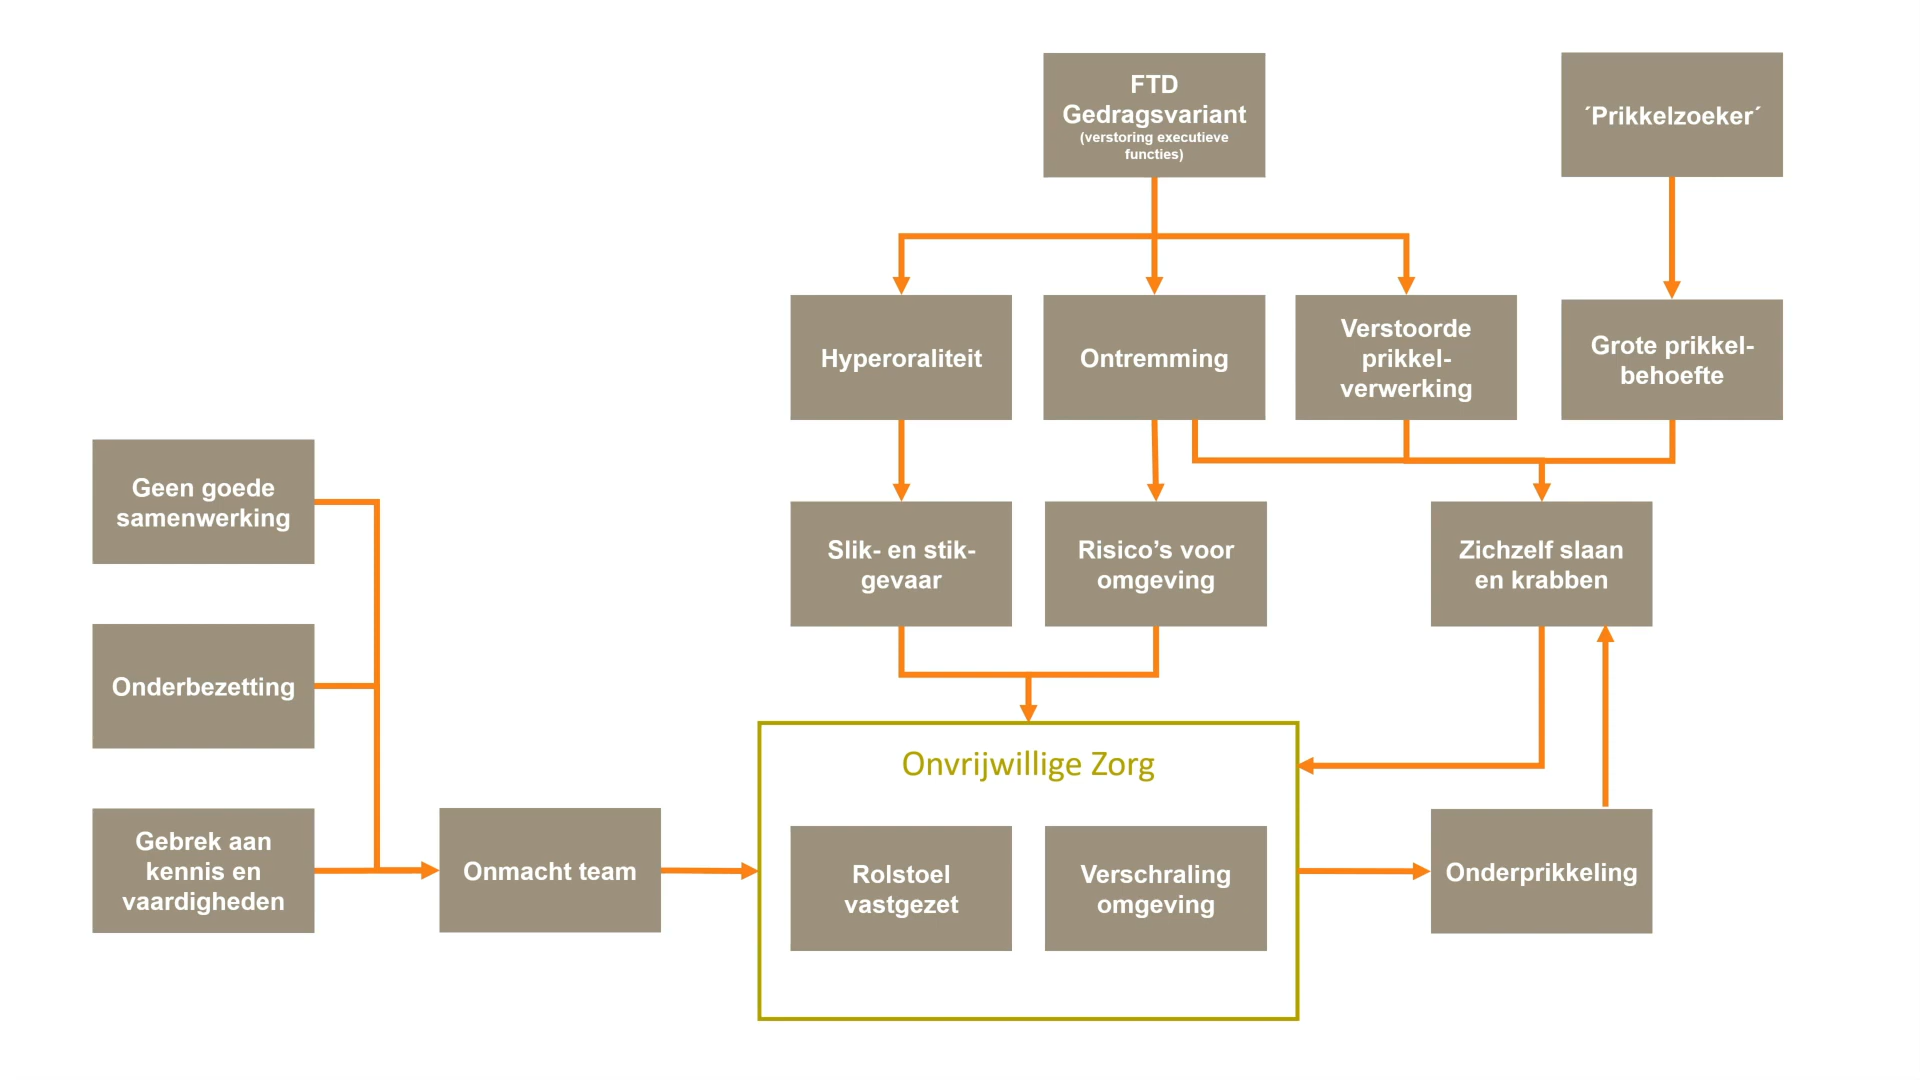 FTD
Gedragsvariant
(verstoring executieve
functies)
´Prikkelzoeker´
Hyperoraliteit
Ontremming
Verstoorde
prikkel-
verwerking
Grote prikkel-
behoefte
Geen goede
samenwerking
Slik- en stik-
gevaar
Risico’s voor
omgeving
Zichzelf slaan
en krabben
Onderbezetting
Onvrijwillige Zorg
Gebrek aan
kennis en
vaardigheden
Onmacht team
Rolstoel
vastgezet
Verschraling
omgeving
Onderprikkeling